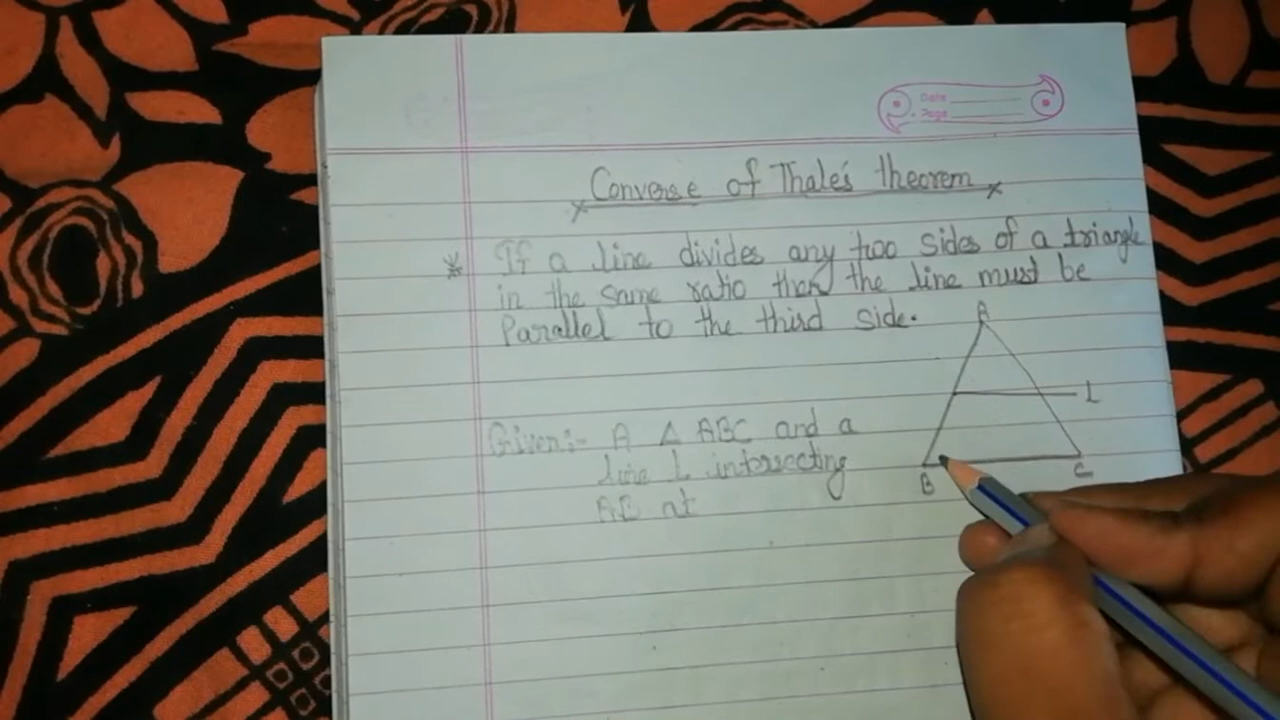 Date
Page
Converse of Thale's theorem
* If a line divides any two sides of a triangle
in the same ratio then the line must be
Parallel to the third side.
A
L
B
C
Given:- A △ ABC and a
line L intersecting
AB at